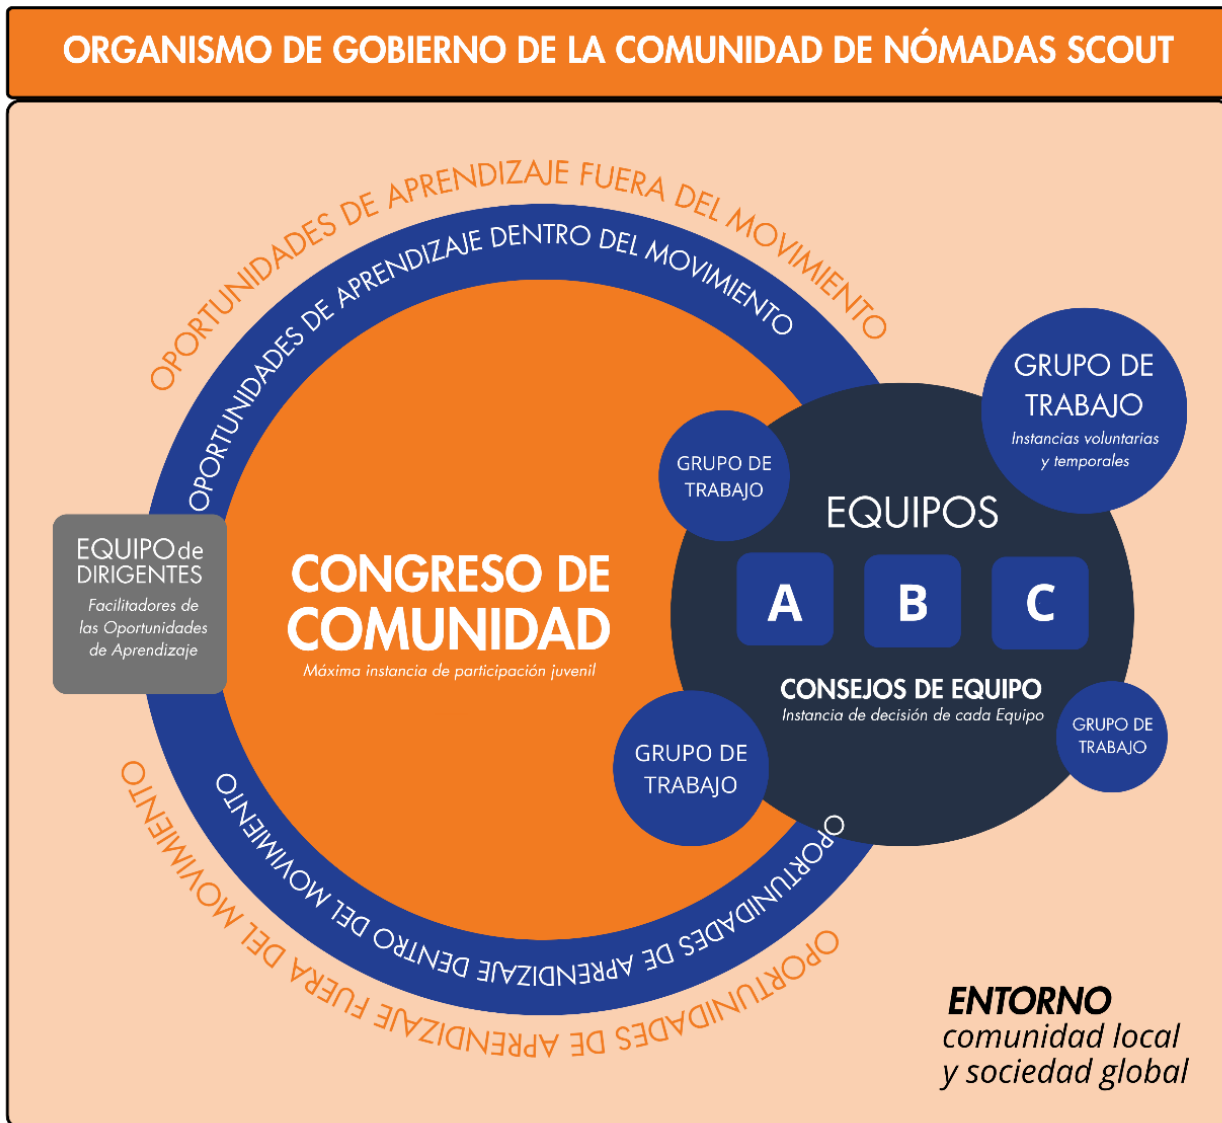 ORGANISMO DE GOBIERNO DE LA COMUNIDAD DE NÓMADAS SCOUT
OPORTUNIDADES DE APRENDIZAJE FUERA DEL MOVIMIENTO
OPORTUNIDADES DE APRENDIZAJE DENTRO DEL MOVIMIENTO
EQUIPO de
DIRIGENTES
Facilitadores de
las Oportunidades
de Aprendizaje
CONGRESO DE
COMUNIDAD
Máxima instancia de participación juvenil
GRUPO DE
TRABAJO
GRUPO DE
TRABAJO
Instancias voluntarias
y temporales
EQUIPOS
A B C
CONSEJOS DE EQUIPO
Instancia de decisión de cada Equipo
GRUPO DE
TRABAJO
GRUPO DE
TRABAJO
OPORTUNIDADES DE APRENDIZAJE DENTRO DEL MOVIMIENTO
OPORTUNIDADES DE APRENDIZAJE FUERA DEL MOVIMIENTO
ENTORNO
comunidad local
y sociedad global